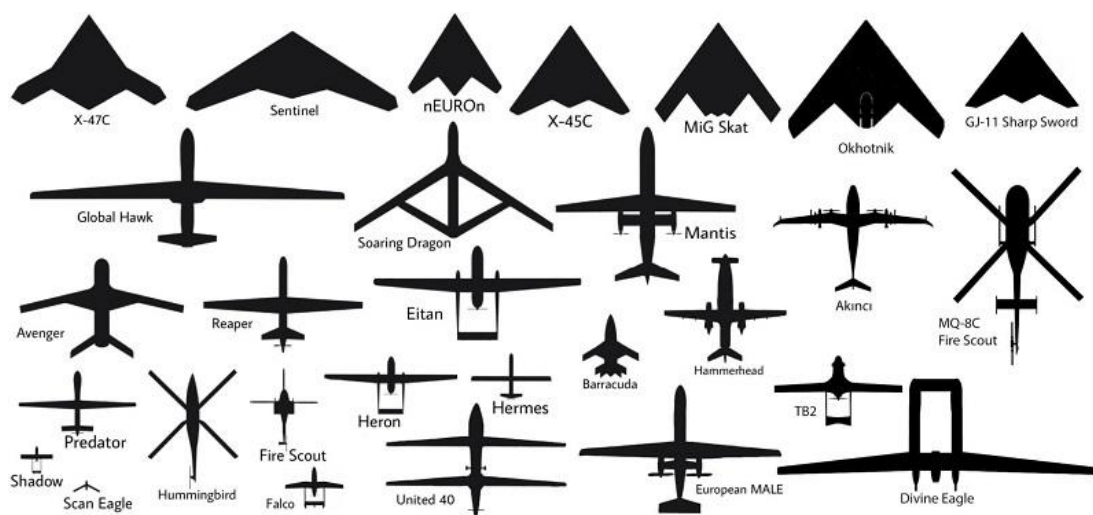 X-47C
Sentinel
nEUROn
X-45C
MiG Skat
Okhotnik
GJ-11 Sharp Sword
Global Hawk
Soaring Dragon
Mantis
Akıncı
MQ-8C
Fire Scout
Avenger
Reaper
Eitan
Barracuda
Hammerhead
TB2
Predator
Shadow
Scan Eagle
Hummingbird
Fire Scout
Falco
Heron
Hermes
United 40
European MALE
Divine Eagle